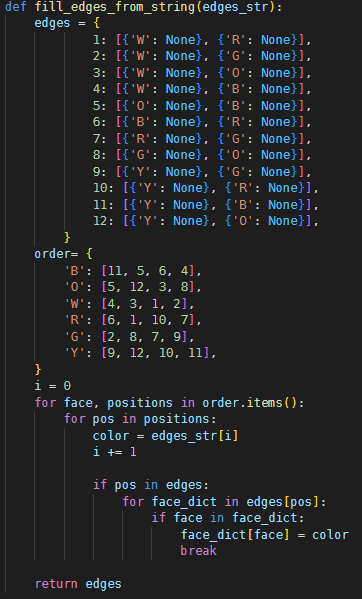 def fill_edges_from_string(edges_str):
    edges = {
            1: [{'W': None}, {'R': None}],
            2: [{'W': None}, {'G': None}],
            3: [{'W': None}, {'O': None}],
            4: [{'W': None}, {'B': None}],
            5: [{'O': None}, {'B': None}],
            6: [{'B': None}, {'R': None}],
            7: [{'R': None}, {'G': None}],
            8: [{'G': None}, {'O': None}],
            9: [{'Y': None}, {'G': None}],
            10: [{'Y': None}, {'R': None}],
            11: [{'Y': None}, {'B': None}],
            12: [{'Y': None}, {'O': None}],
        }
    order= {
        'B': [11, 5, 6, 4],
        'O': [5, 12, 3, 8],
        'W': [4, 3, 1, 2],
        'R': [6, 1, 10, 7],
        'G': [2, 8, 7, 9],
        'Y': [9, 12, 10, 11],
    }
    i = 0
    for face, positions in order.items():
        for pos in positions:
            color = edges_str[i]
            i += 1

            if pos in edges:
                for face_dict in edges[pos]:
                    if face in face_dict:
                        face_dict[face] = color
                        break

    return edges